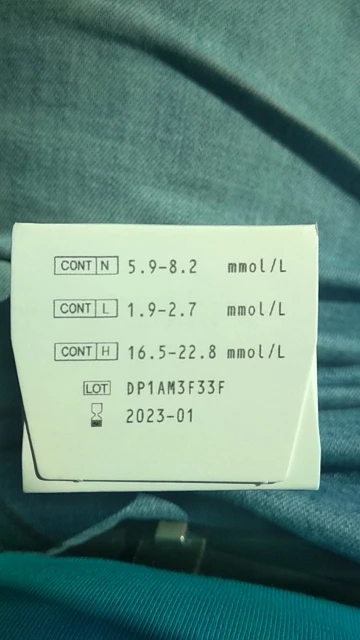 CONT N 5.9-8.2 mmol/L
CONT L 1.9-2.7 mmol/L
CONT H 16.5-22.8 mmol/L
LOT DP1AM3F33F
2023-01